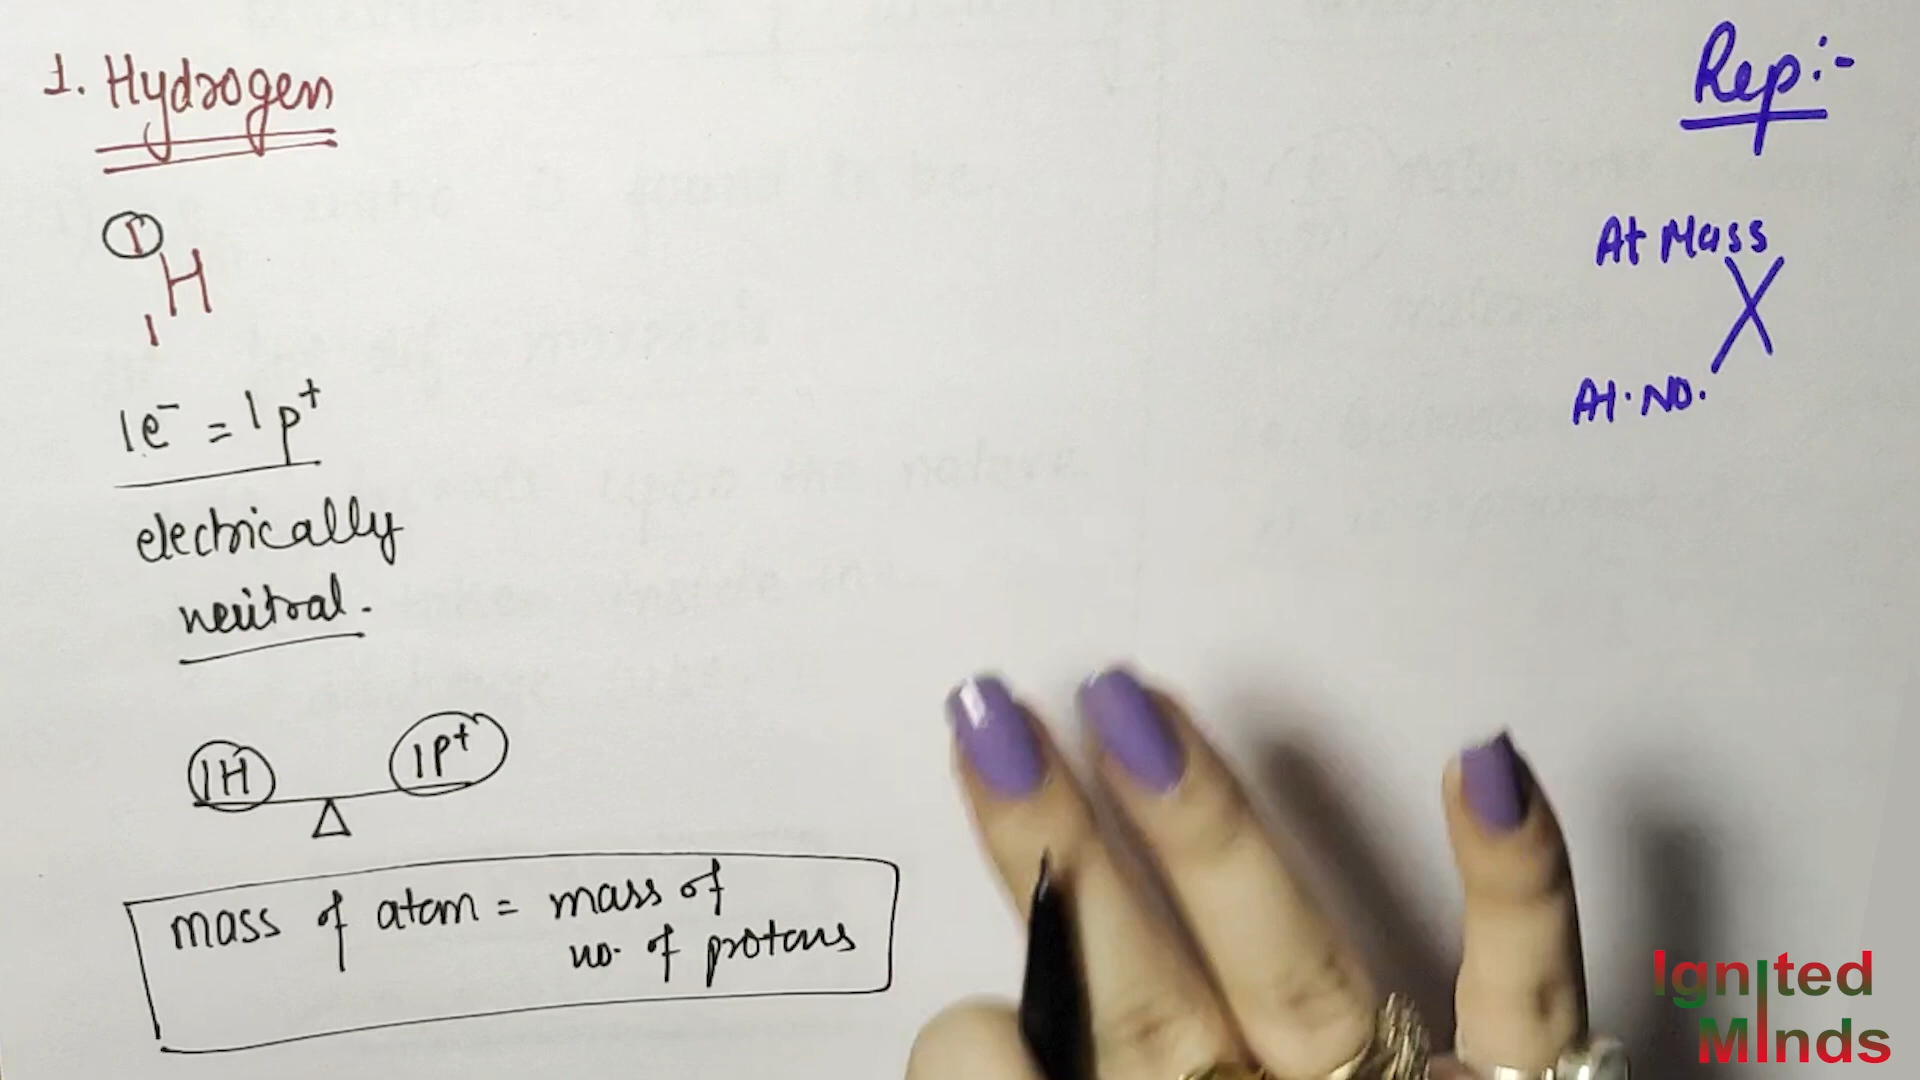 1. Hydrogen
Rep:-
1
H
1
At Mass
X
At. NO.
1e⁻ = 1p⁺
electrically
neutral.
1H
1P⁺
mass of atom = mass of
no. of protons
Ignited
Minds